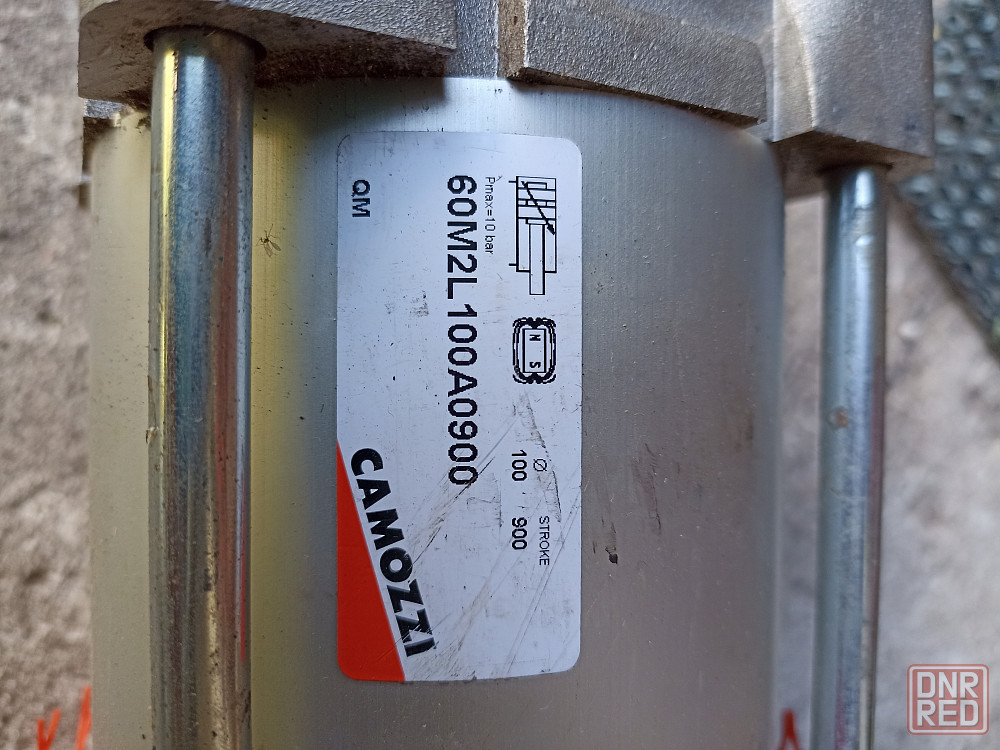 Pmax=10 bar
60M2L100A0900
QM
N S
Ø STROKE
100 900
CAMOZZI
DNR
RED